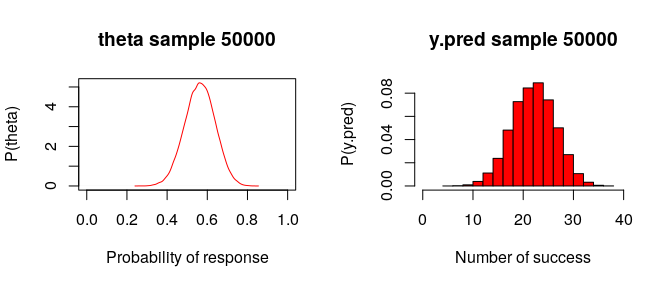 theta sample 50000
P(theta)
0 2 4
0.0 0.2 0.4 0.6 0.8 1.0
Probability of response
y.pred sample 50000
P(y.pred)
0.00 0.04 0.08
0 10 20 30 40
Number of success